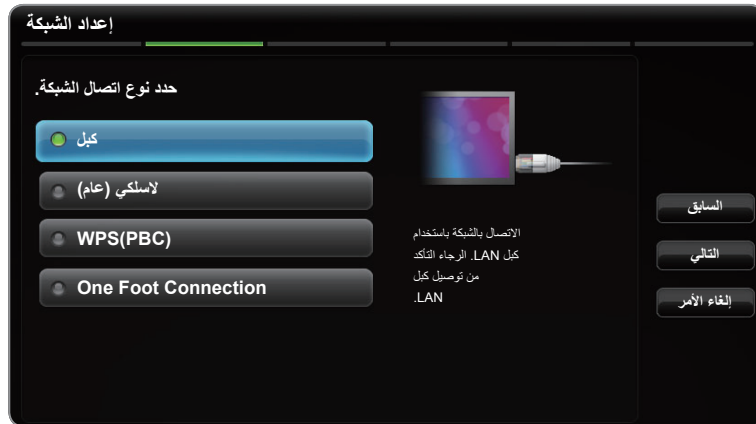 إعداد الشبكة
حدد نوع اتصال الشبكة.
كبل
لاسلكي (عام)
WPS(PBC)
One Foot Connection
الاتصال بالشبكة باستخدام
كبل LAN. الرجاء التأكد
من توصيل كبل
LAN.
السابق
التالي
إلغاء الأمر